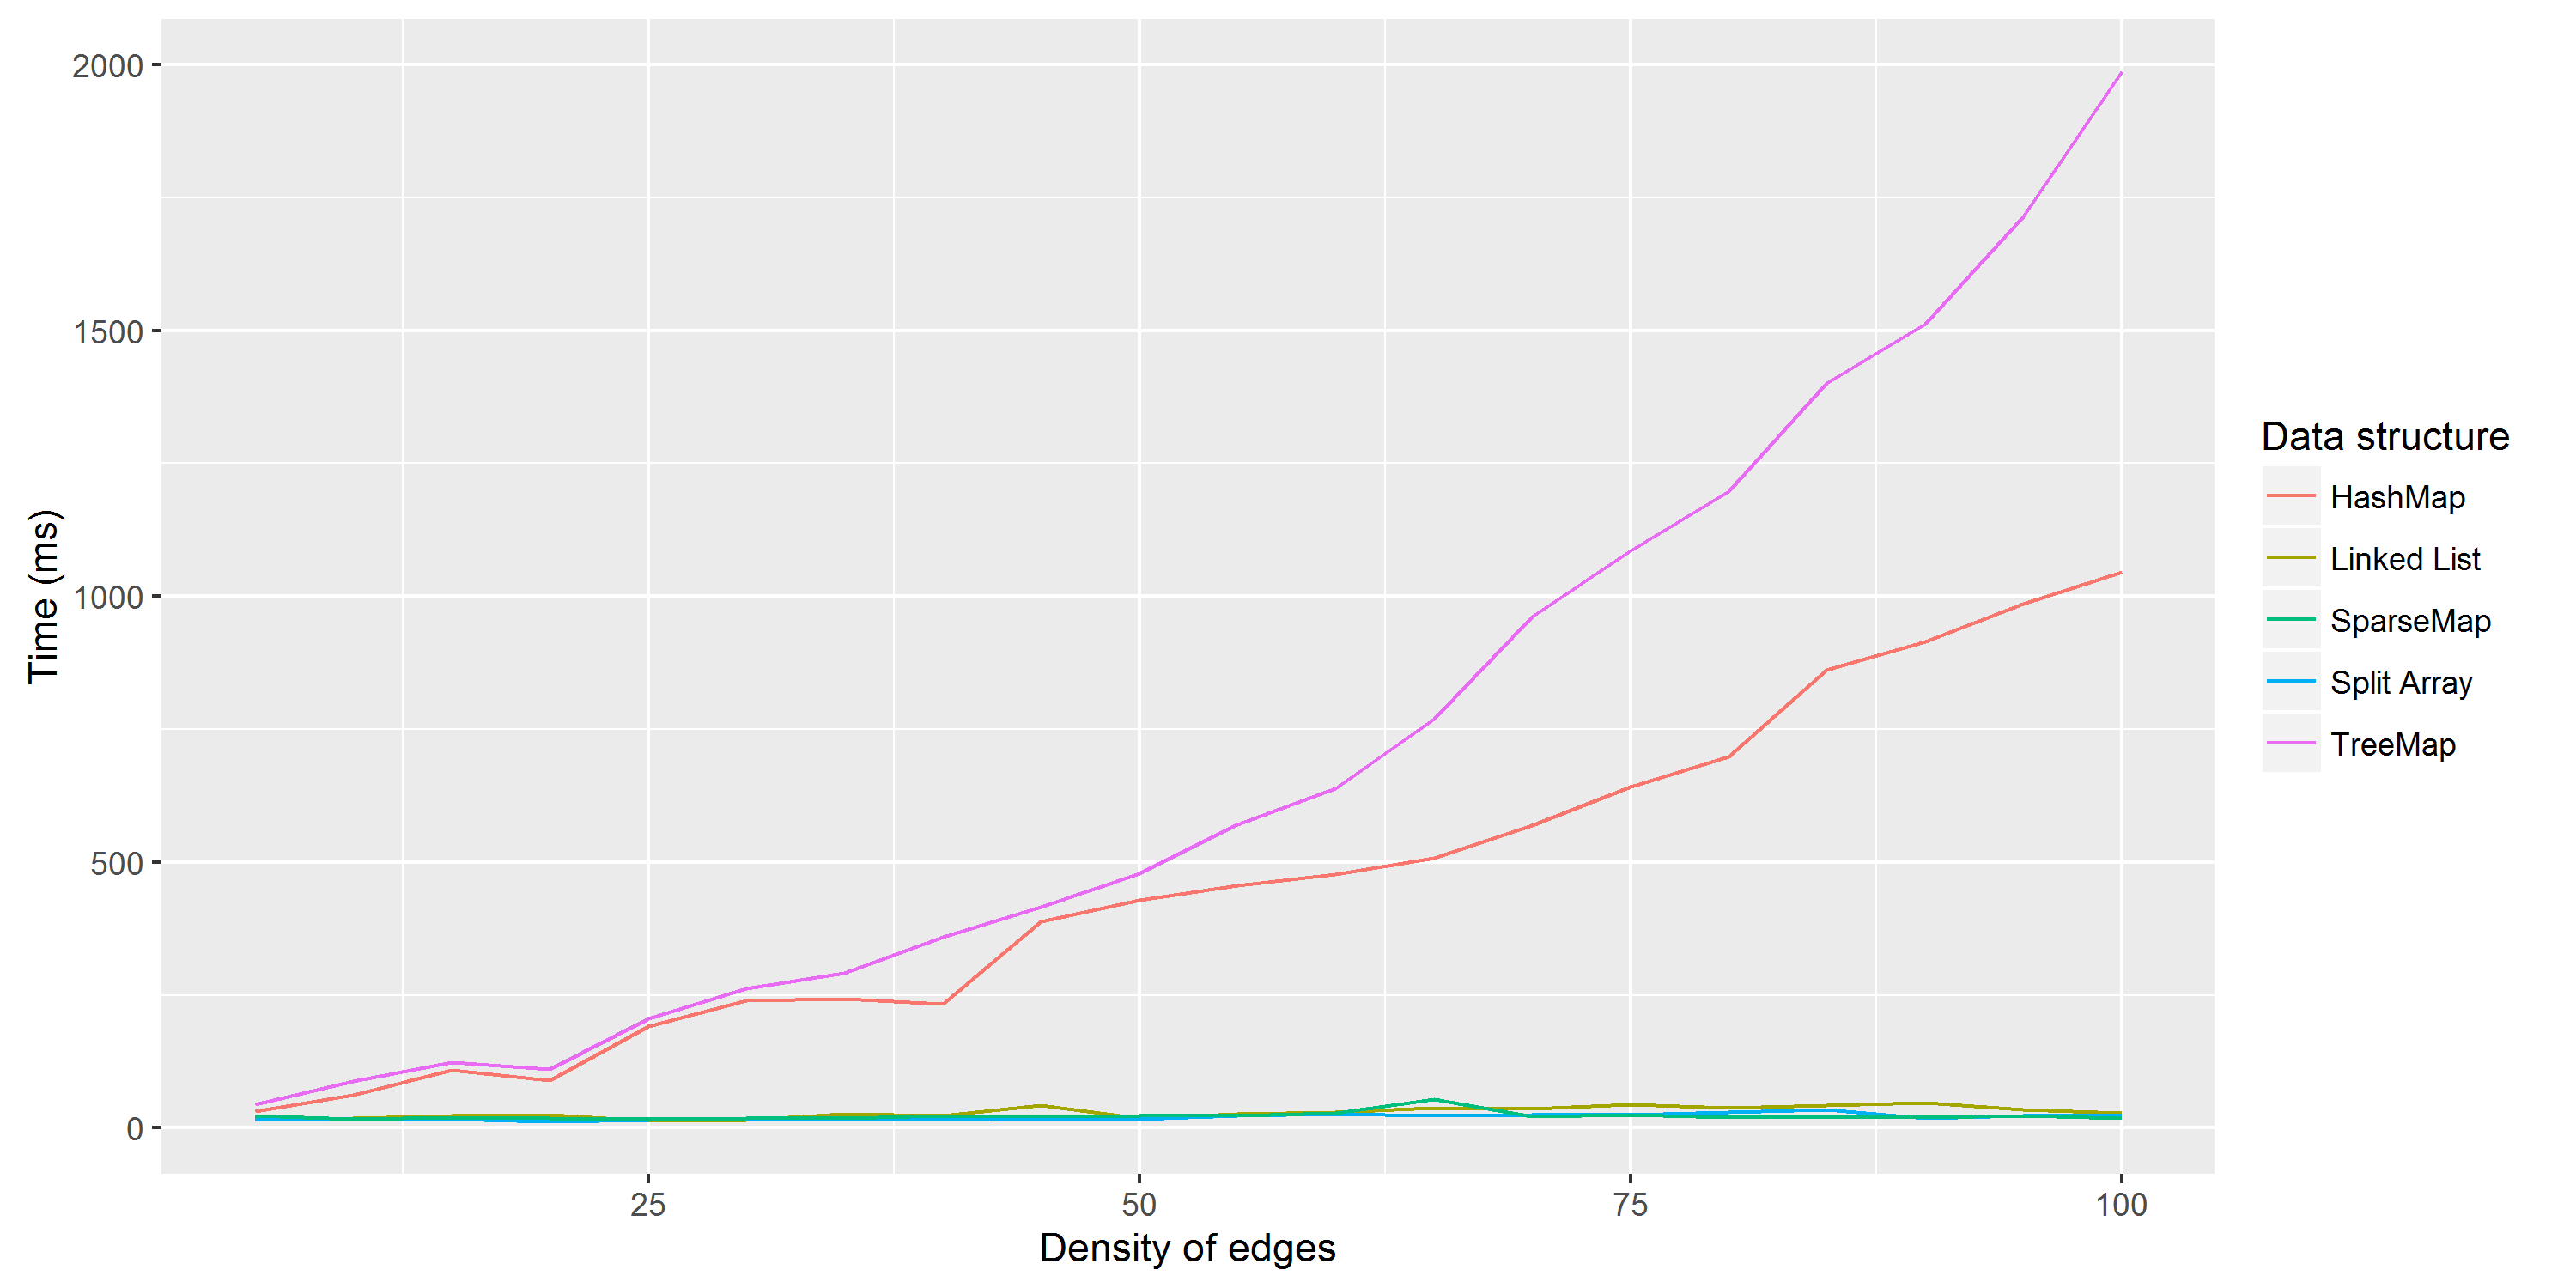 2000
1500
1000
500
0
Time (ms)
25 50 75 100
Density of edges
Data structure
HashMap
Linked List
SparseMap
Split Array
TreeMap